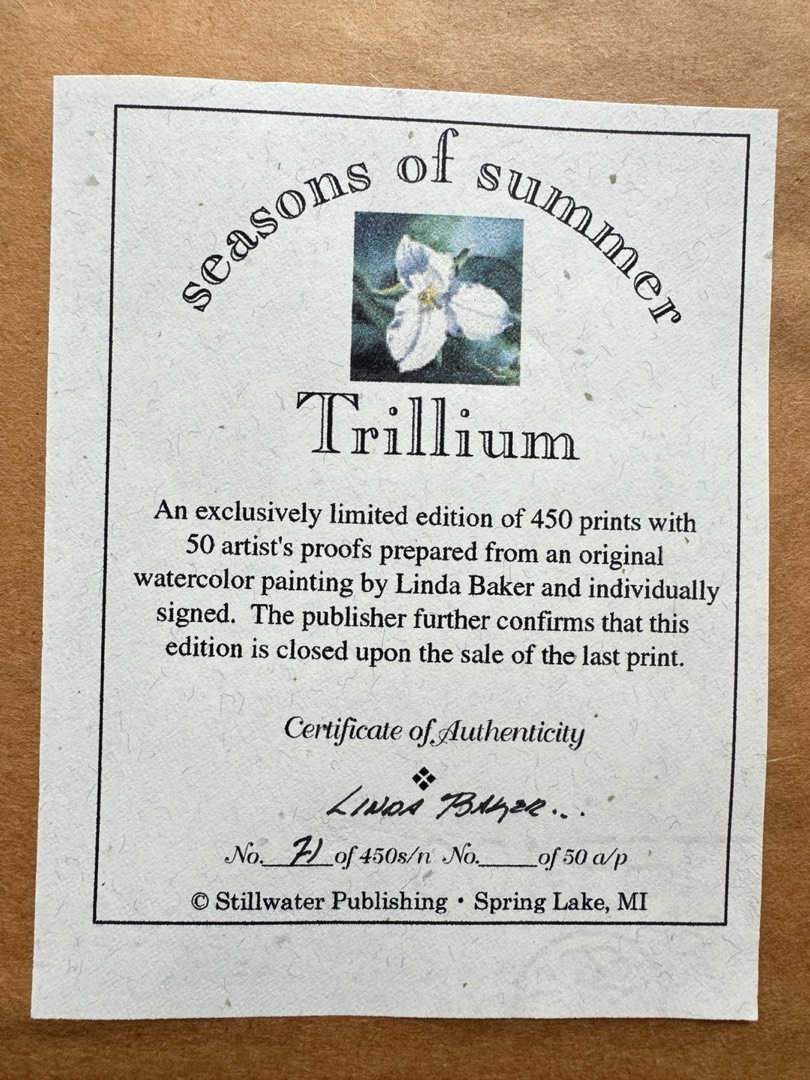 seasons of summer
Trillium
An exclusively limited edition of 450 prints with
50 artist's proofs prepared from an original
watercolor painting by Linda Baker and individually
signed. The publisher further confirms that this
edition is closed upon the sale of the last print.
Certificate of Authenticity
LINDA BAKER...
No. 71 of 450s/n No.____of 50 a/p
© Stillwater Publishing • Spring Lake, MI